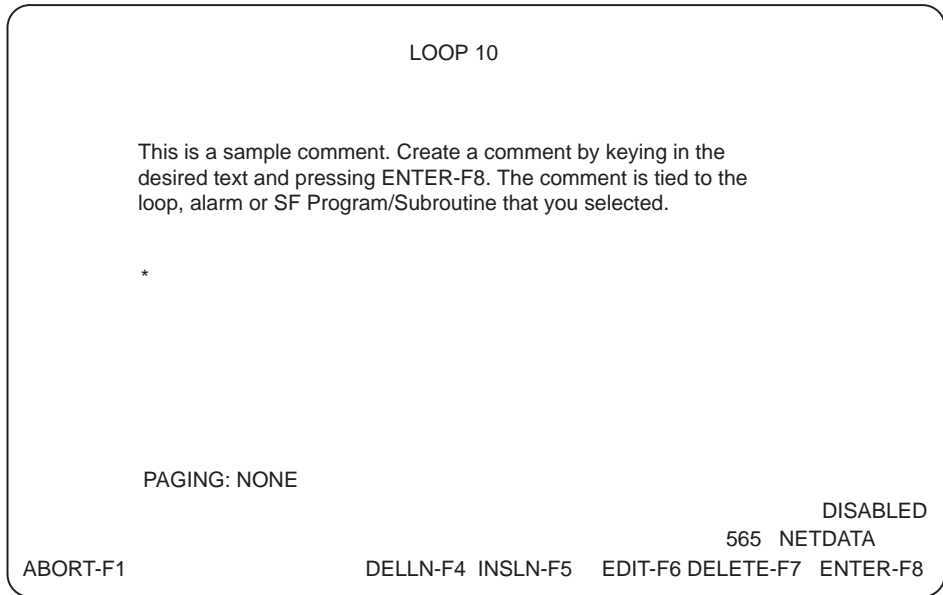 LOOP 10
This is a sample comment. Create a comment by keying in the
desired text and pressing ENTER-F8. The comment is tied to the
loop, alarm or SF Program/Subroutine that you selected.
*
PAGING: NONE
DISABLED
565 NETDATA
ABORT-F1 DELLN-F4 INSLN-F5 EDIT-F6 DELETE-F7 ENTER-F8